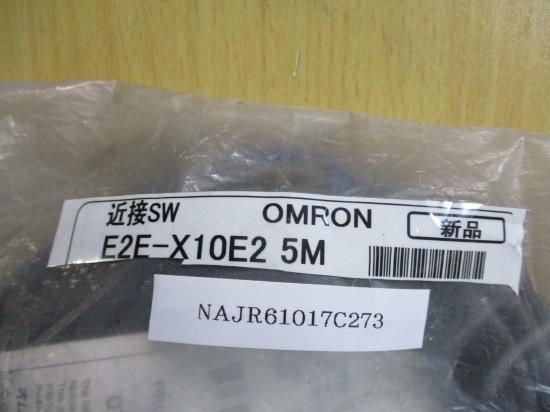 近接SW OMRON 新品
E2E-X10E2 5M
NAJR61017C273